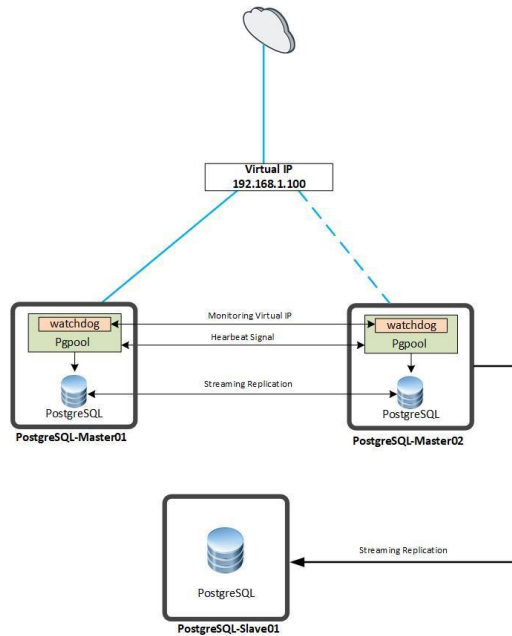 Virtual IP
192.168.1.100
Monitoring Virtual IP
watchdog
watchdog
Hearbeat Signal
Pgpool
Pgpool
Streaming Replication
PostgreSQL
PostgreSQL
PostgreSQL-Master01
PostgreSQL-Master02
Streaming Replication
PostgreSQL
PostgreSQL-Slave01